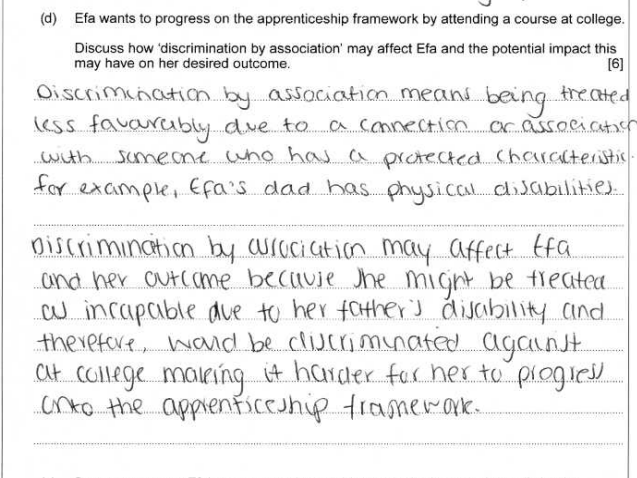 (d) Efa wants to progress on the apprenticeship framework by attending a course at college.
Discuss how 'discrimination by association' may affect Efa and the potential impact this
may have on her desired outcome. [6]
Discrimination by association means being treated
less favourably due to a connection or association
with someone who has a protected characteristic.
for example, Efa's dad has physical disabilities.
Discrimination by association may affect Efa
and her outcome because she might be treated
as incapable due to her father's disability and
therefore, would be discriminated against
at college making it harder for her to progress
onto the apprenticeship framework.